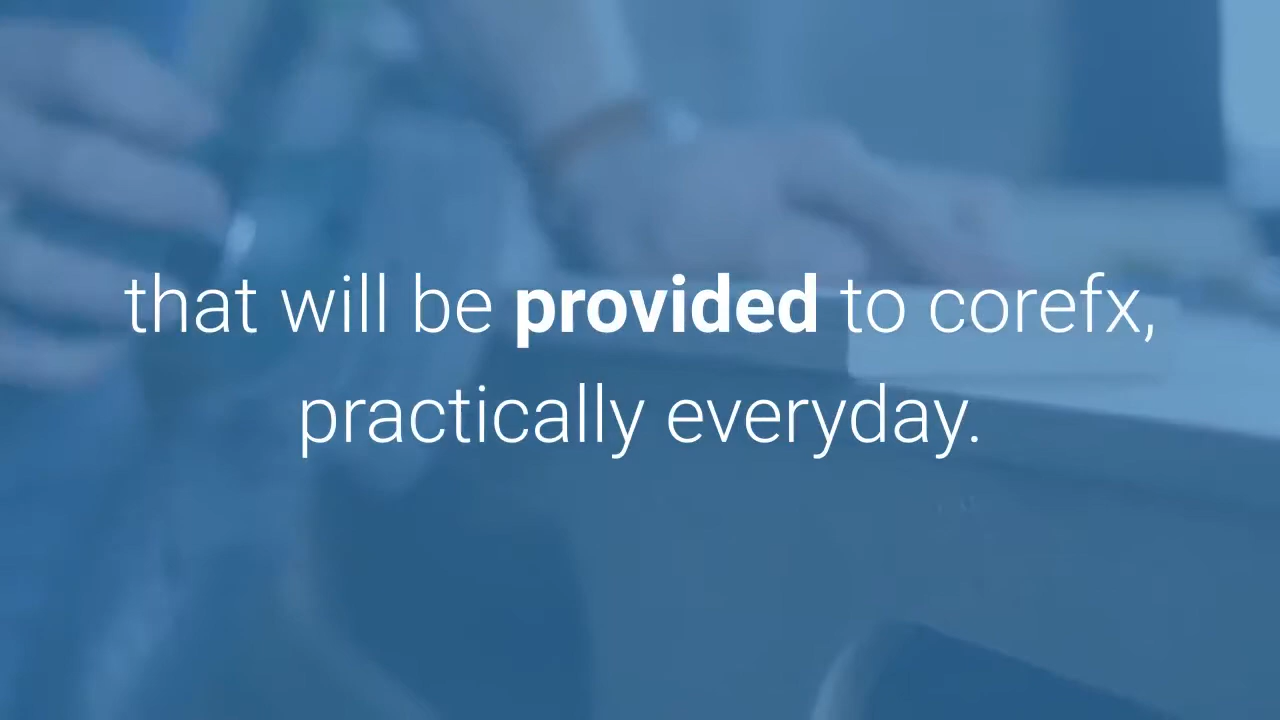 that will be provided to corefx,
practically everyday.